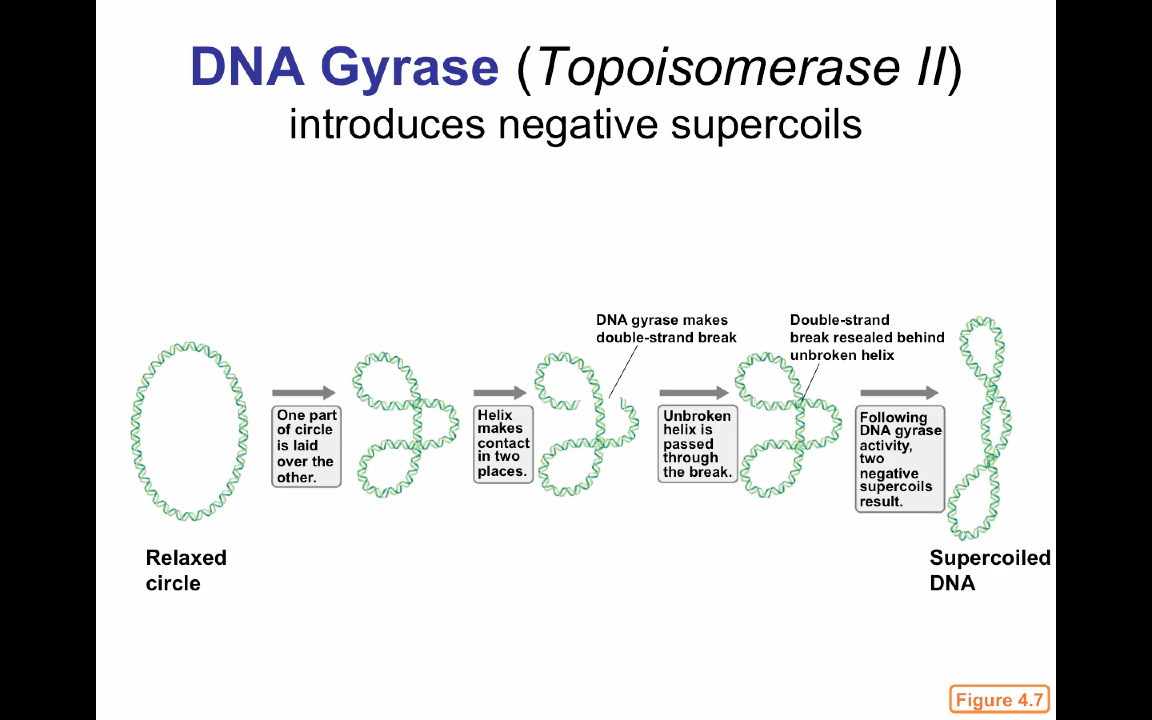 DNA Gyrase (Topoisomerase II)
introduces negative supercoils
DNA gyrase makes
double-strand break
Double-strand
break resealed behind
unbroken helix
One part
of circle
is laid
over the
other.
Helix
makes
contact
in two
places.
Unbroken
helix is
passed
through
the break.
Following
DNA gyrase
activity,
two
negative
supercoils
result.
Relaxed
circle
Supercoiled
DNA
Figure 4.7